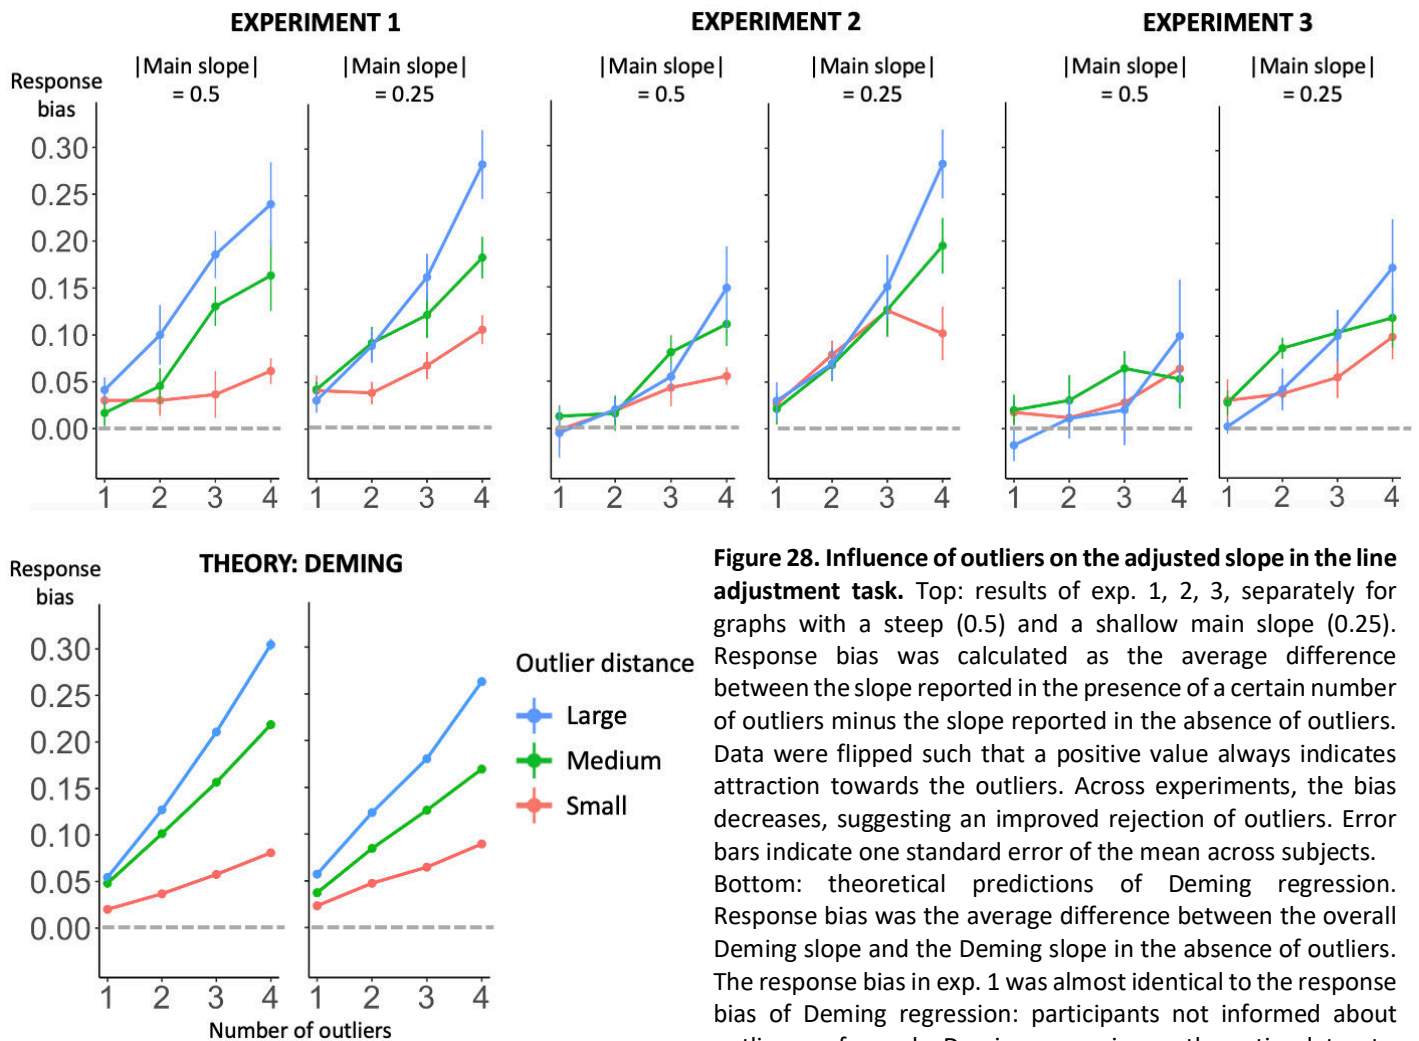 EXPERIMENT 1
EXPERIMENT 2
EXPERIMENT 3
Response
bias
|Main slope|
= 0.5
|Main slope|
= 0.25
|Main slope|
= 0.5
|Main slope|
= 0.25
|Main slope|
= 0.5
|Main slope|
= 0.25
0.30
0.25
0.20
0.15
0.10
0.05
0.00
1 2 3 4
1 2 3 4
1 2 3 4
1 2 3 4
1 2 3 4
1 2 3 4
THEORY: DEMING
Response
bias
0.30
0.25
0.20
0.15
0.10
0.05
0.00
1 2 3 4
1 2 3 4
Number of outliers
Outlier distance
Large
Medium
Small
Figure 28. Influence of outliers on the adjusted slope in the line
adjustment task. Top: results of exp. 1, 2, 3, separately for
graphs with a steep (0.5) and a shallow main slope (0.25).
Response bias was calculated as the average difference
between the slope reported in the presence of a certain number
of outliers minus the slope reported in the absence of outliers.
Data were flipped such that a positive value always indicates
attraction towards the outliers. Across experiments, the bias
decreases, suggesting an improved rejection of outliers. Error
bars indicate one standard error of the mean across subjects.
Bottom: theoretical predictions of Deming regression.
Response bias was the average difference between the overall
Deming slope and the Deming slope in the absence of outliers.
The response bias in exp. 1 was almost identical to the response
bias of Deming regression: participants not informed about